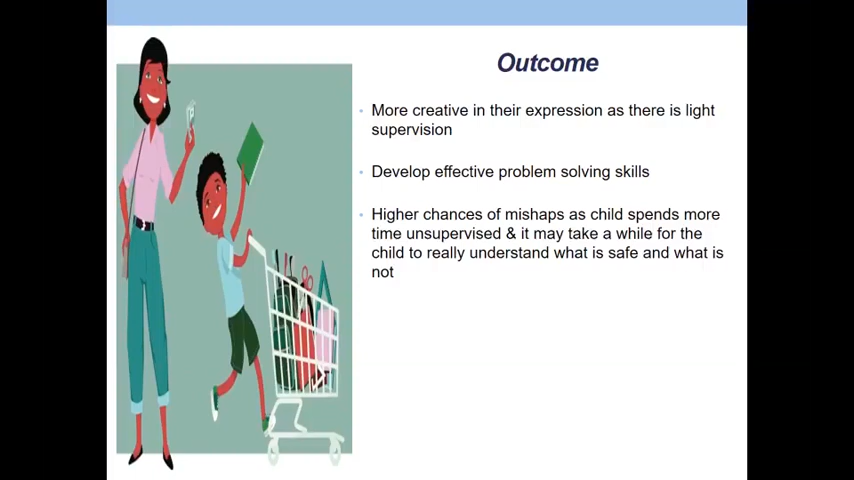 Outcome
More creative in their expression as there is light
supervision
Develop effective problem solving skills
Higher chances of mishaps as child spends more
time unsupervised & it may take a while for the
child to really understand what is safe and what is
not